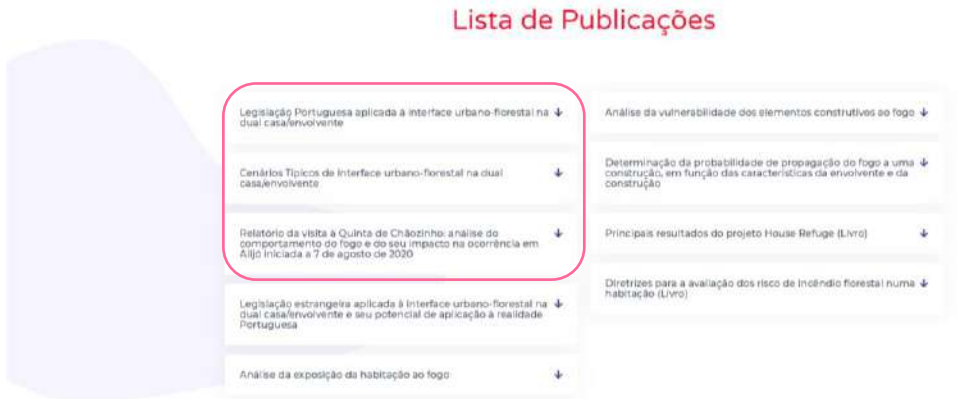 Lista de Publicações
Legislação Portuguesa aplicada à interface urbano-florestal na
dual casa/envolvente
Cenários Típicos de Interface urbano-florestal na dual
casa/envolvente
Relatório da visita à Quinta de Chãozinho: análise do
comportamento do fogo e do seu impacto na ocorrência em
Alijó iniciada a 7 de agosto de 2020
Legislação estrangeira aplicada à Interface urbano-florestal na
dual casa/envolvente e seu potencial de aplicação à realidade
Portuguesa
Análise da exposição da habitação ao fogo
Análise da vulnerabilidade dos elementos construtivos ao fogo
Determinação da probabilidade de propagação do fogo a uma
construção, em função das características da envolvente e da
construção
Principais resultados do projeto House Refuge (Livro)
Diretrizes para a avaliação dos risco de Incêndio florestal numa
habitação (Livro)